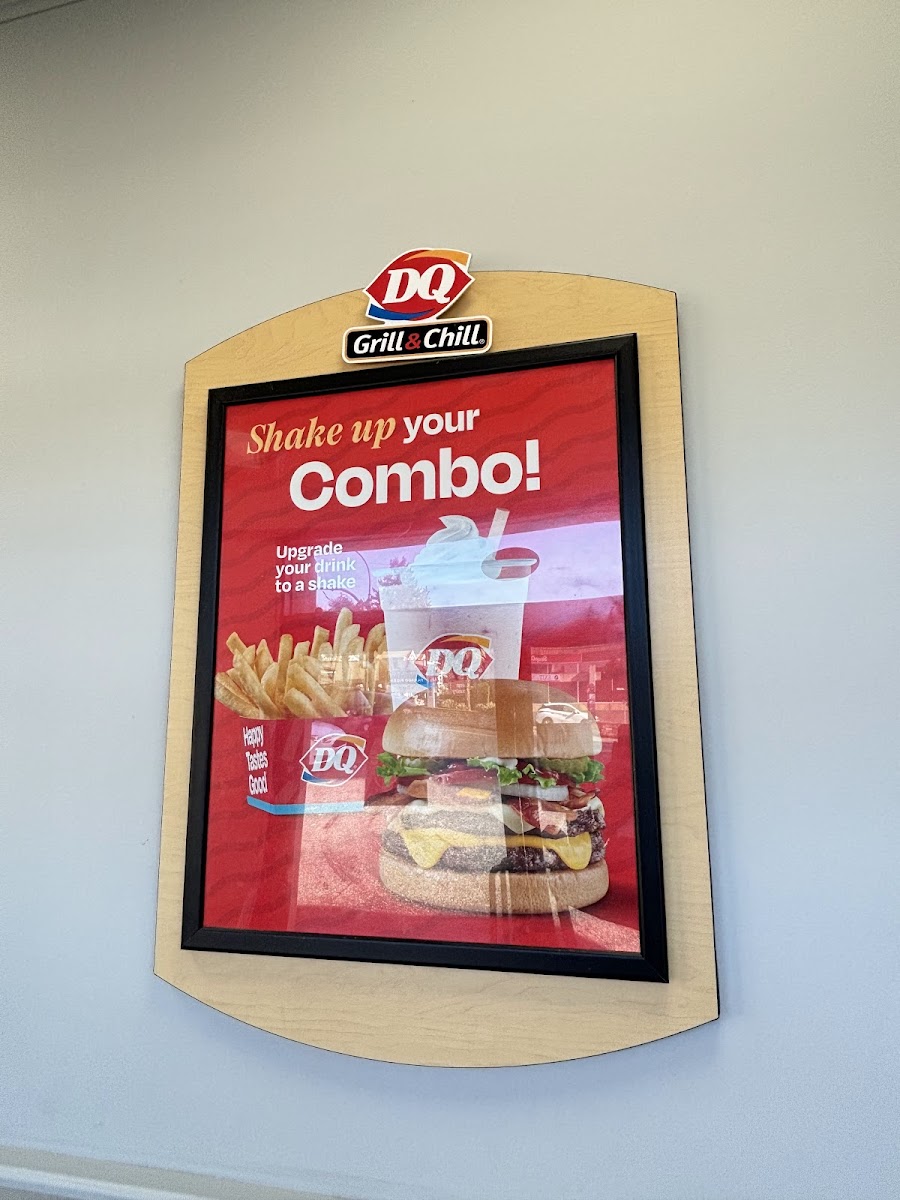 DQ
Grill & Chill
Shake up your
Combo!
Upgrade
your drink
to a shake
DQ
Happy
Tastes
Good
DQ